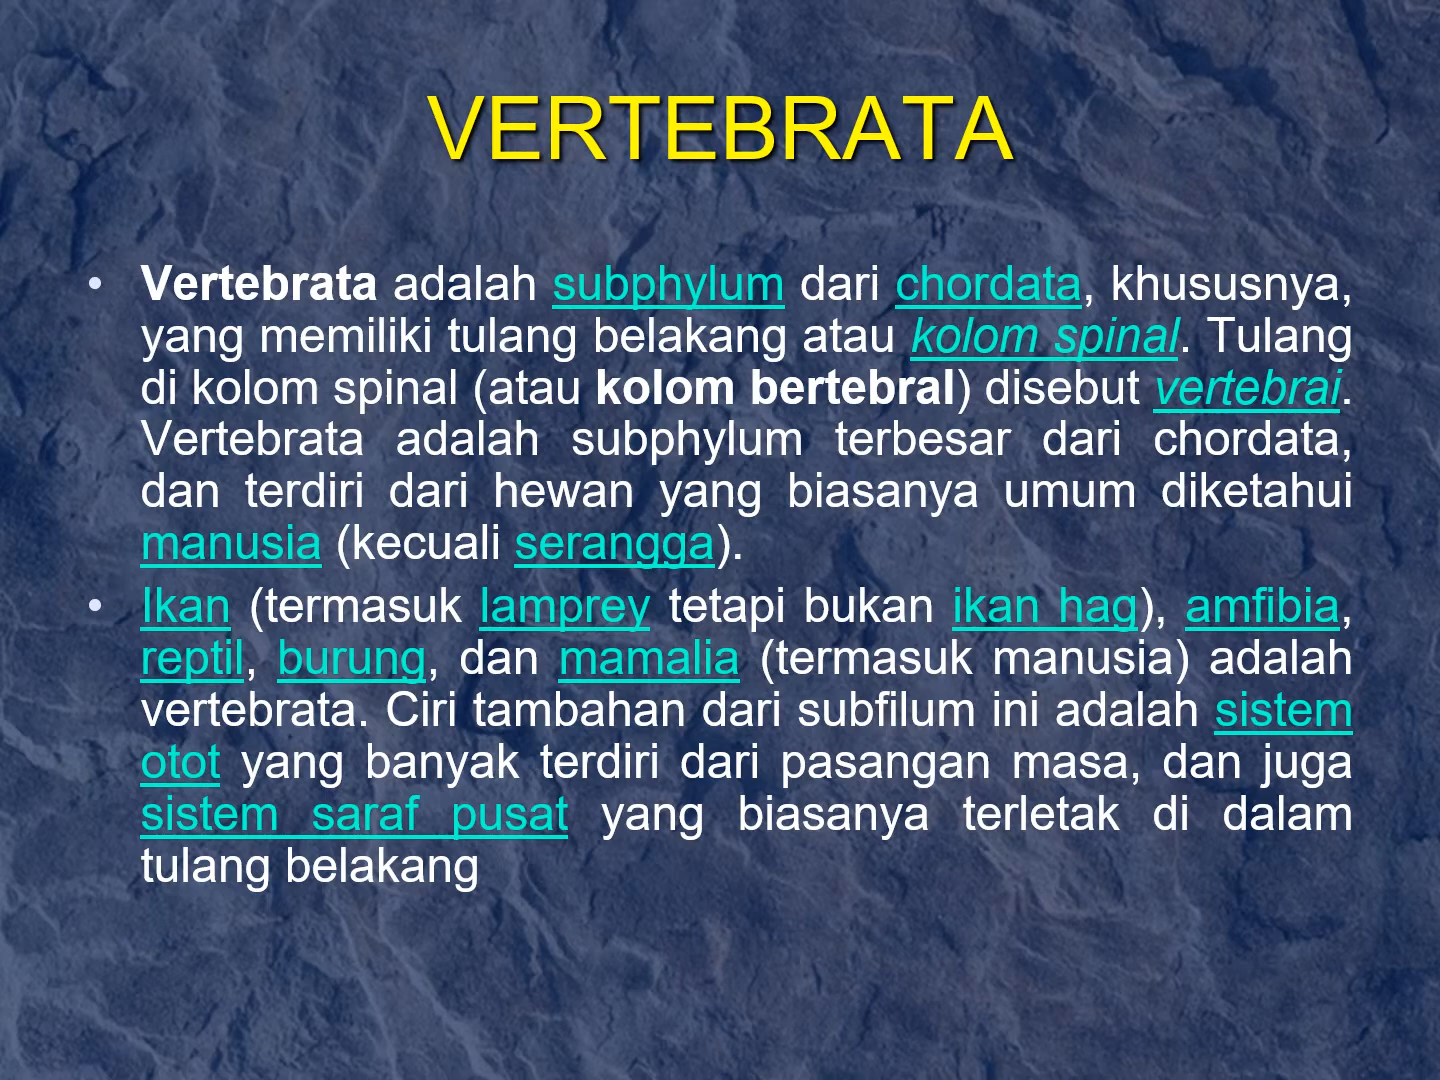 VERTEBRATA
• Vertebrata adalah subphylum dari chordata, khususnya,
yang memiliki tulang belakang atau kolom spinal. Tulang
di kolom spinal (atau kolom bertebral) disebut vertebrai.
Vertebrata adalah subphylum terbesar dari chordata,
dan terdiri dari hewan yang biasanya umum diketahui
manusia (kecuali serangga).
• Ikan (termasuk lamprey tetapi bukan ikan hag), amfibia,
reptil, burung, dan mamalia (termasuk manusia) adalah
vertebrata. Ciri tambahan dari subfilum ini adalah sistem
otot yang banyak terdiri dari pasangan masa, dan juga
sistem saraf pusat yang biasanya terletak di dalam
tulang belakang